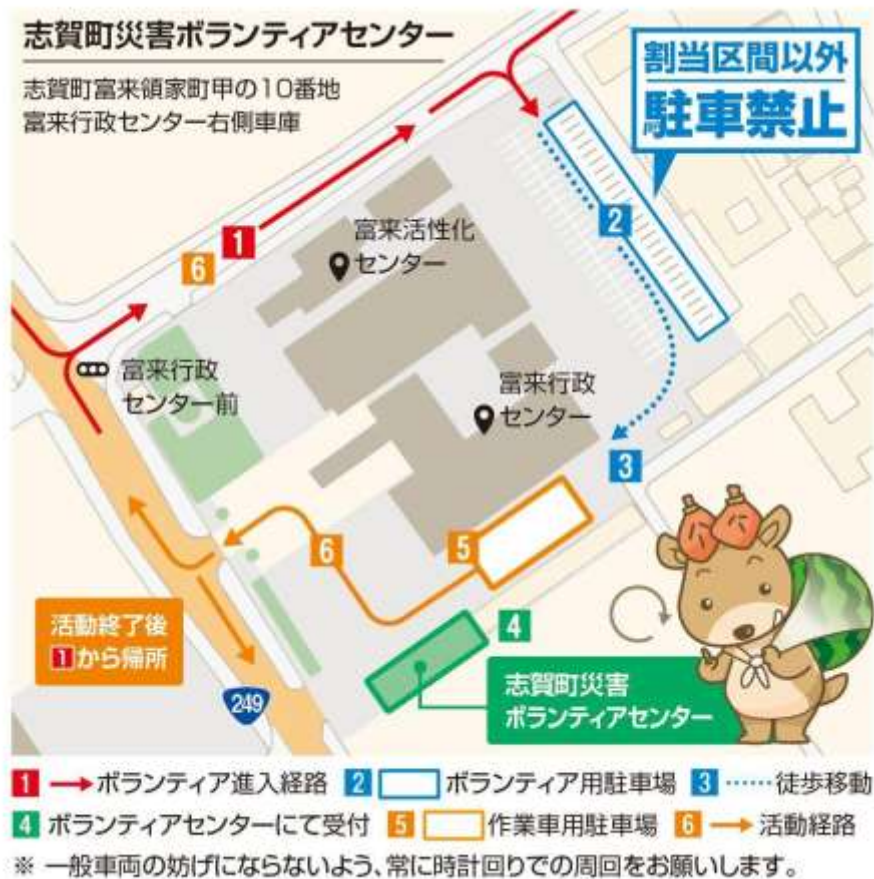 志賀町災害ボランティアセンター
志賀町富来領家町甲の10番地
富来行政センター右側車庫
割当区間以外
駐車禁止
2
1
6
富来活性化
センター
富来行政
センター前
富来行政
センター
3
5
6
4
活動終了後
1から帰所
249
志賀町災害
ボランティアセンター
1 ボランティア進入経路 2 ボランティア用駐車場 3 徒歩移動
4 ボランティアセンターにて受付 5 作業車用駐車場 6 活動経路
※ 一般車両の妨げにならないよう、常に時計回りでの周回をお願いします。